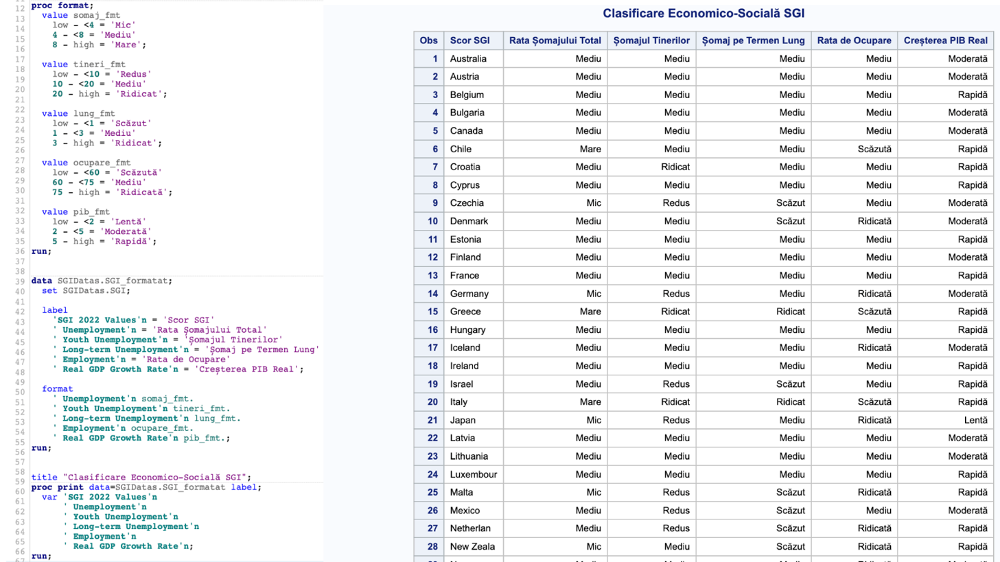 12 proc format;
13 value somaj_fmt
14 low - <4 = 'Mic'
15 4 - <8 = 'Mediu'
16 8 - high = 'Mare';
17
18 value tineri_fmt
19 low - <10 = 'Redus'
20 10 - <20 = 'Mediu'
21 20 - high = 'Ridicat';
22
23 value lung_fmt
24 low - <1 = 'Scăzut'
25 1 - <3 = 'Mediu'
26 3 - high = 'Ridicat';
27
28 value ocupare_fmt
29 low - <60 = 'Scăzută'
30 60 - <75 = 'Mediu'
31 75 - high = 'Ridicată';
32
33 value pib_fmt
34 low - <2 = 'Lentă'
35 2 - <5 = 'Moderată'
36 5 - high = 'Rapidă';
37 run;
38
39
40 data SGIDatas.SGI_formatat;
41 set SGIDatas.SGI;
42
43 label
44 'SGI 2022 Values'n = 'Scor SGI'
45 ' Unemployment'n = 'Rata Șomajului Total'
46 ' Youth Unemployment'n = 'Șomajul Tinerilor'
47 ' Long-term Unemployment'n = 'Șomaj pe Termen Lung'
48 ' Employment'n = 'Rata de Ocupare'
49 ' Real GDP Growth Rate'n = 'Creșterea PIB Real';
50
51 format
52 ' Unemployment'n somaj_fmt.
53 ' Youth Unemployment'n tineri_fmt.
54 ' Long-term Unemployment'n lung_fmt.
55 ' Employment'n ocupare_fmt.
56 ' Real GDP Growth Rate'n pib_fmt.;
57 run;
58
59 title "Clasificare Economico-Socială SGI";
60 proc print data=SGIDatas.SGI_formatat label;
61 var 'SGI 2022 Values'n
62 ' Unemployment'n
63 ' Youth Unemployment'n
64 ' Long-term Unemployment'n
65 ' Employment'n
66 ' Real GDP Growth Rate'n;
67 run;
Clasificare Economico-Socială SGI
Obs Scor SGI Rata Șomajului Total Șomajul Tinerilor Șomaj pe Termen Lung Rata de Ocupare Creșterea PIB Real
1 Australia Mediu Mediu Mediu Mediu Moderată
2 Austria Mediu Mediu Mediu Mediu Moderată
3 Belgium Mediu Mediu Mediu Mediu Rapidă
4 Bulgaria Mediu Mediu Mediu Mediu Moderată
5 Canada Mediu Mediu Mediu Mediu Moderată
6 Chile Mare Mediu Mediu Scăzută Rapidă
7 Croatia Mediu Ridicat Mediu Mediu Rapidă
8 Cyprus Mediu Mediu Mediu Mediu Rapidă
9 Czechia Mic Redus Scăzut Mediu Moderată
10 Denmark Mediu Mediu Scăzut Ridicată Moderată
11 Estonia Mediu Mediu Mediu Mediu Rapidă
12 Finland Mediu Mediu Mediu Mediu Moderată
13 France Mediu Mediu Mediu Mediu Rapidă
14 Germany Mic Redus Mediu Ridicată Moderată
15 Greece Mare Ridicat Ridicat Scăzută Rapidă
16 Hungary Mediu Mediu Mediu Mediu Rapidă
17 Iceland Mediu Mediu Mediu Ridicată Moderată
18 Ireland Mediu Mediu Mediu Mediu Rapidă
19 Israel Mediu Redus Scăzut Mediu Rapidă
20 Italy Mare Ridicat Ridicat Scăzută Rapidă
21 Japan Mic Redus Mediu Ridicată Lentă
22 Latvia Mediu Mediu Mediu Mediu Moderată
23 Lithuania Mediu Mediu Mediu Mediu Moderată
24 Luxembour Mediu Mediu Mediu Mediu Rapidă
25 Malta Mic Redus Scăzut Ridicată Rapidă
26 Mexico Mediu Redus Scăzut Mediu Moderată
27 Netherlan Mediu Redus Scăzut Ridicată Rapidă
28 New Zeala Mic Mediu Scăzut Ridicată Rapidă